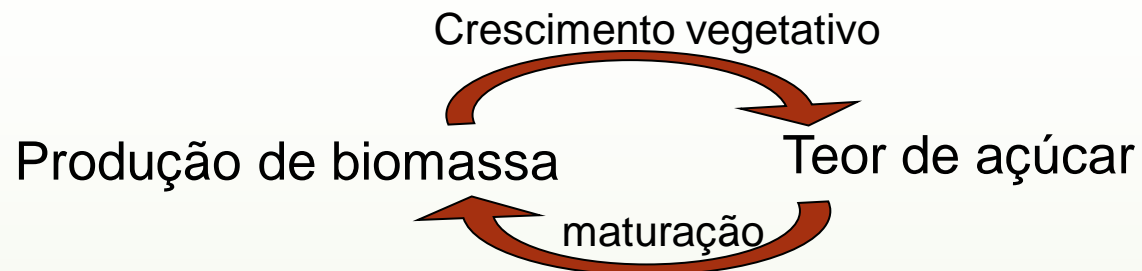 Crescimento vegetativo
Produção de biomassa
Teor de açúcar
maturação